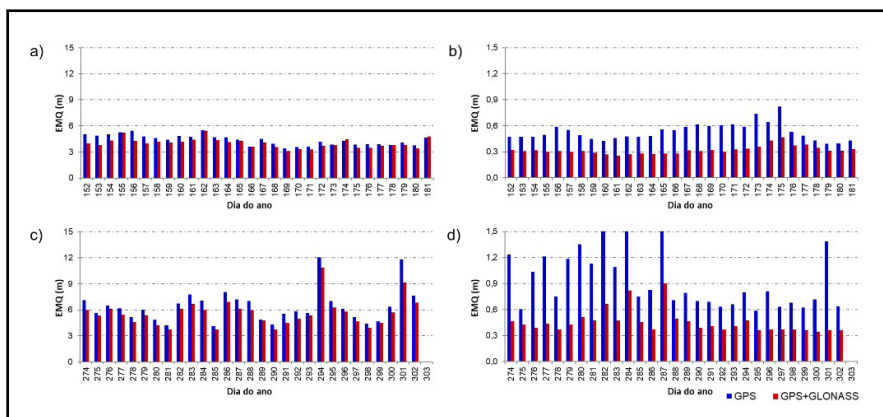 a)
EMQ (m)
15
12
9
6
3
0
152 153 154 155 156 157 158 159 160 161 162 163 164 165 166 167 168 169 170 171 172 173 174 175 176 177 178 179 180 181
Dia do ano
b)
EMQ (m)
1,5
1,2
0,9
0,6
0,3
0,0
152 153 154 155 156 157 158 159 160 161 162 163 164 165 166 167 168 169 170 171 172 173 174 175 176 177 178 179 180 181
Dia do ano
c)
EMQ (m)
15
12
9
6
3
0
274 275 276 277 278 279 280 281 282 283 284 285 286 287 288 289 290 291 292 293 294 295 296 297 298 299 300 301 302 303
Dia do ano
d)
EMQ (m)
1,5
1,2
0,9
0,6
0,3
0,0
274 275 276 277 278 279 280 281 282 283 284 285 286 287 288 289 290 291 292 293 294 295 296 297 298 299 300 301 302 303
Dia do ano
GPS GPS+GLONASS